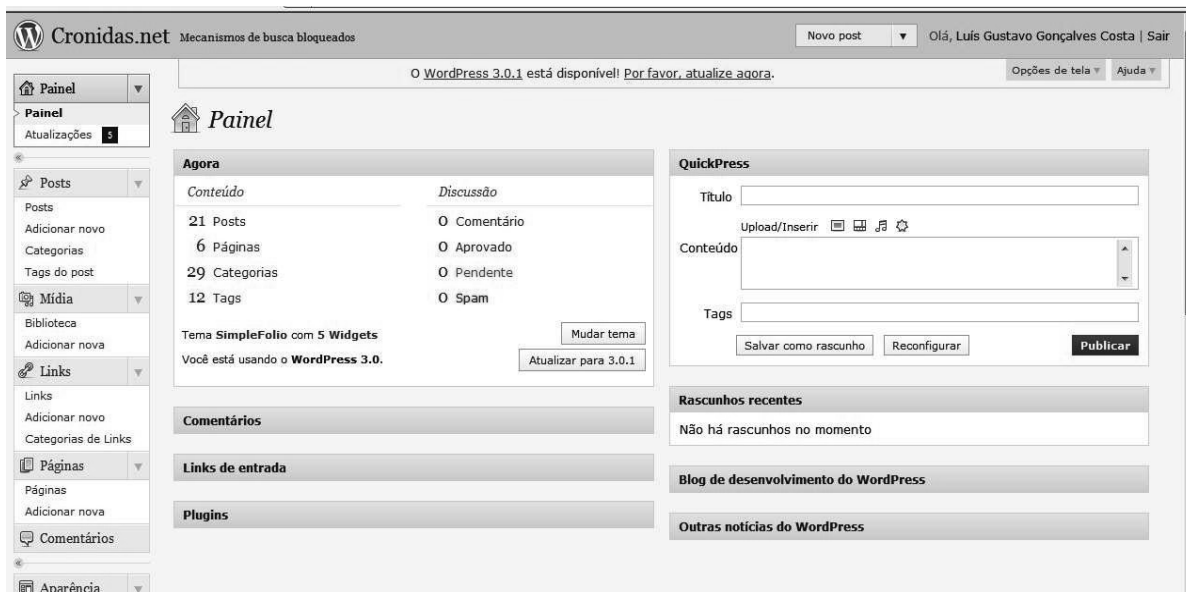 Cronidas.net Mecanismos de busca bloqueados
Novo post
Olá, Luís Gustavo Gonçalves Costa | Sair
O WordPress 3.0.1 está disponível! Por favor, atualize agora.
Opções de tela
Ajuda
Painel
Painel
Atualizações 5
Posts
Posts
Adicionar novo
Categorias
Tags do post
Mídia
Biblioteca
Adicionar nova
Links
Links
Adicionar novo
Categorias de Links
Páginas
Páginas
Adicionar nova
Comentários
Aparência
Painel
Agora
Conteúdo
21 Posts
6 Páginas
29 Categorias
12 Tags
Discussão
0 Comentário
0 Aprovado
0 Pendente
0 Spam
Tema SimpleFolio com 5 Widgets
Mudar tema
Você está usando o WordPress 3.0.
Atualizar para 3.0.1
Comentários
Links de entrada
Plugins
QuickPress
Título
Upload/Inserir
Conteúdo
Tags
Salvar como rascunho
Reconfigurar
Publicar
Rascunhos recentes
Não há rascunhos no momento
Blog de desenvolvimento do WordPress
Outras notícias do WordPress